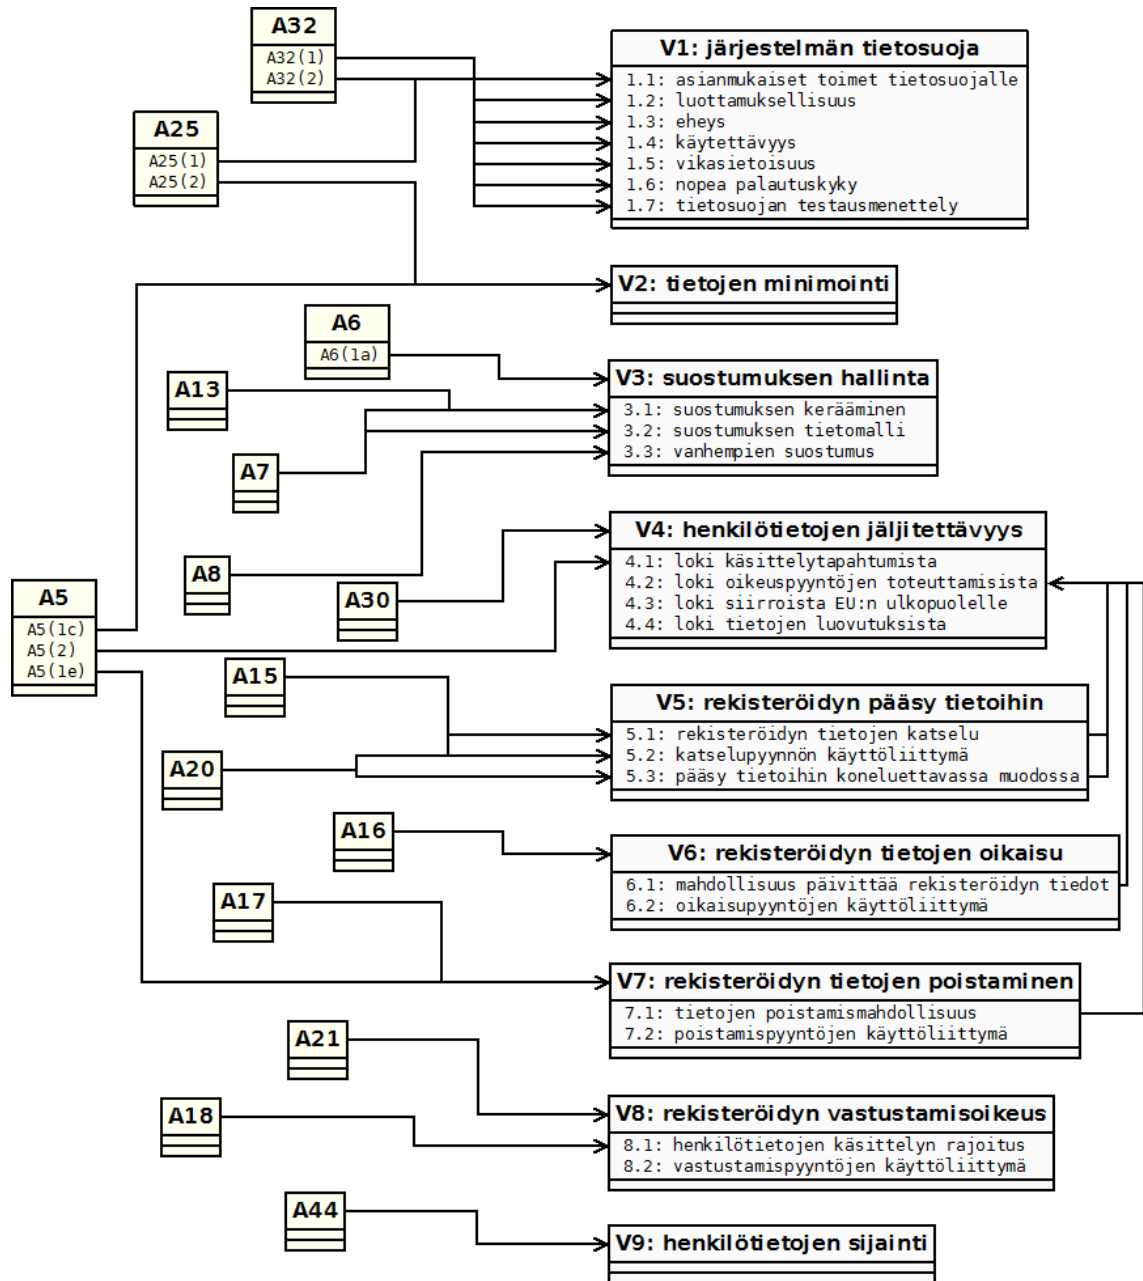 A32
A32(1)
A32(2)
V1: järjestelmän tietosuoja
1.1: asianmukaiset toimet tietosuojalle
1.2: luottamuksellisuus
1.3: eheys
1.4: käytettävyys
1.5: vikasietoisuus
1.6: nopea palautuskyky
1.7: tietosuojan testausmenettely
A25
A25(1)
A25(2)
V2: tietojen minimointi
A6
A6(1a)
V3: suostumuksen hallinta
3.1: suostumuksen kerääminen
3.2: suostumuksen tietomalli
3.3: vanhempien suostumus
A13
A7
A8
A30
V4: henkilötietojen jäljitettävyys
4.1: loki käsittelytapahtumista
4.2: loki oikeuspyyntöjen toteuttamisista
4.3: loki siirroista EU:n ulkopuolelle
4.4: loki tietojen luovutuksista
A5
A5(1c)
A5(2)
A5(1e)
A15
V5: rekisteröidyn pääsy tietoihin
5.1: rekisteröidyn tietojen katselu
5.2: katselupyynnön käyttöliittymä
5.3: pääsy tietoihin koneluettavassa muodossa
A20
A16
V6: rekisteröidyn tietojen oikaisu
6.1: mahdollisuus päivittää rekisteröidyn tiedot
6.2: oikaisupyyntöjen käyttöliittymä
A17
V7: rekisteröidyn tietojen poistaminen
7.1: tietojen poistamismahdollisuus
7.2: poistamispyyntöjen käyttöliittymä
A21
A18
V8: rekisteröidyn vastustamisoikeus
8.1: henkilötietojen käsittelyn rajoitus
8.2: vastustamispyyntöjen käyttöliittymä
A44
V9: henkilötietojen sijainti